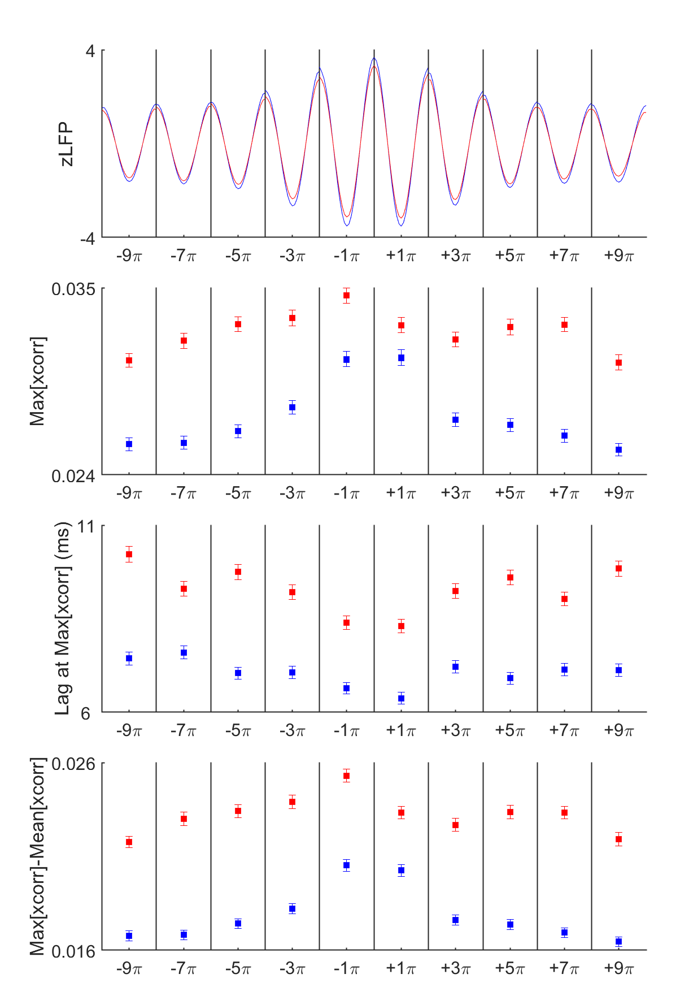 4
zLFP
-4
-9π -7π -5π -3π -1π +1π +3π +5π +7π +9π
0.035
Max[xcorr]
0.024
-9π -7π -5π -3π -1π +1π +3π +5π +7π +9π
11
Lag at Max[xcorr] (ms)
6
-9π -7π -5π -3π -1π +1π +3π +5π +7π +9π
0.026
Max[xcorr]-Mean[xcorr]
0.016
-9π -7π -5π -3π -1π +1π +3π +5π +7π +9π